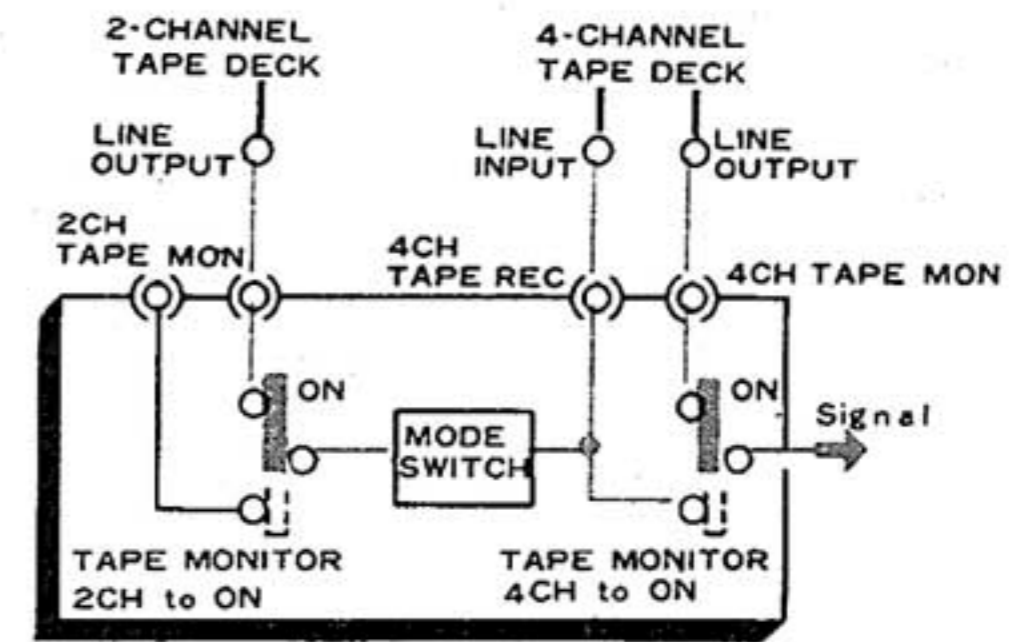 2-CHANNEL
TAPE DECK
4-CHANNEL
TAPE DECK
LINE
OUTPUT
LINE
INPUT
LINE
OUTPUT
2CH
TAPE MON
4CH
TAPE REC
4CH TAPE MON
ON
MODE
SWITCH
ON
Signal
TAPE MONITOR
2CH to ON
TAPE MONITOR
4CH to ON